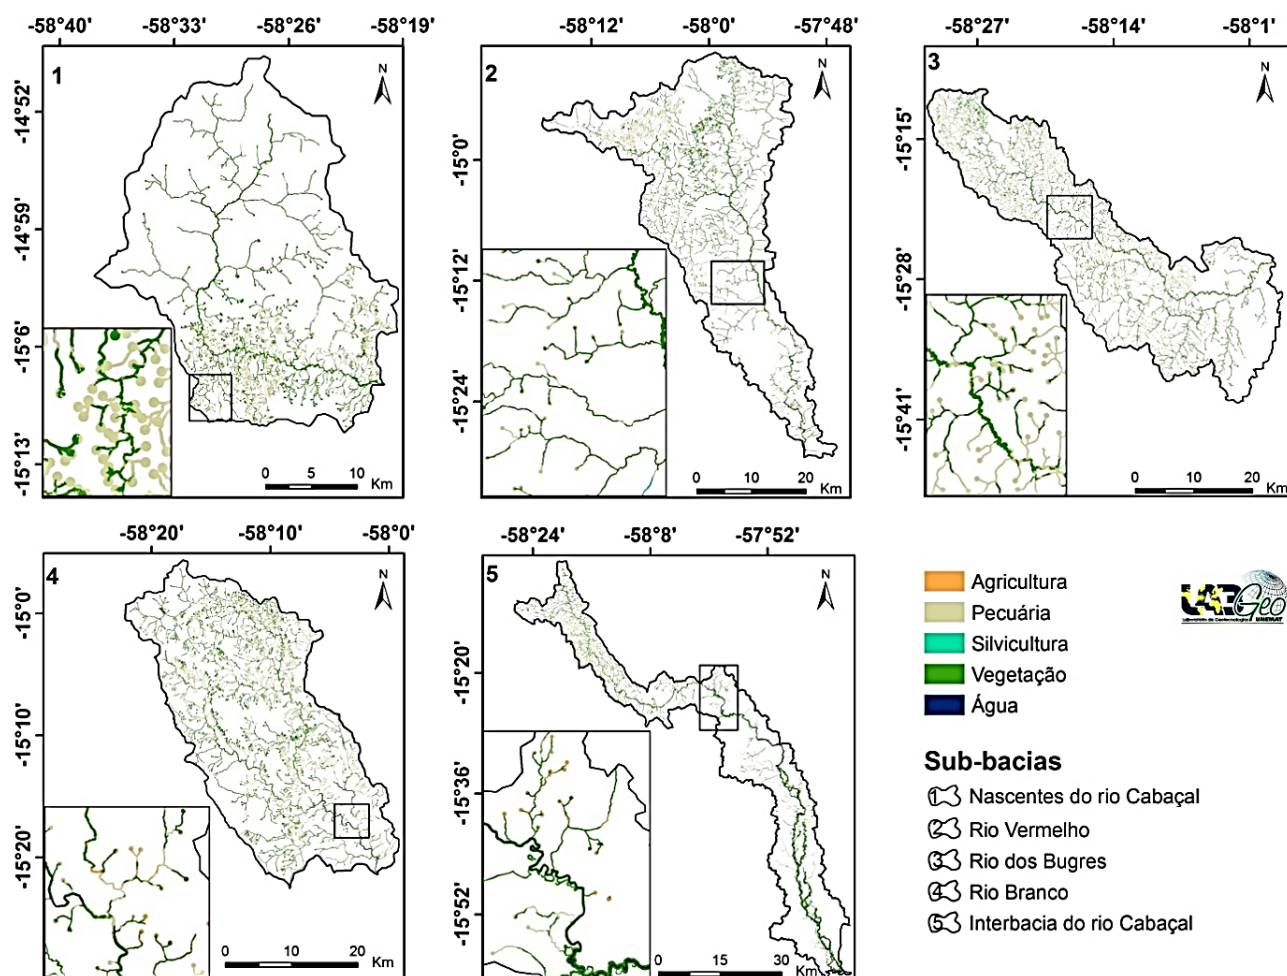 -58°40' -58°33' -58°26' -58°19'
1
N
-14°52'
-14°59'
-15°6'
-15°13'
0 5 10
Km
-58°12' -58°0' -57°48'
2
N
-15°0'
-15°12'
-15°24'
0 10 20
Km
-58°27' -58°14' -58°1'
3
N
-15°15'
-15°28'
-15°41'
0 10 20
Km
-58°20' -58°10' -58°0'
4
N
-15°0'
-15°10'
-15°20'
0 10 20
Km
-58°24' -58°8' -57°52'
5
N
-15°20'
-15°36'
-15°52'
0 15 30
Km
Agricultura
Pecuária
Silvicultura
Vegetação
Água
Geo
UNEMAT
Sub-bacias
1 Nascentes do rio Cabaçal
2 Rio Vermelho
3 Rio dos Bugres
4 Rio Branco
5 Interbacia do rio Cabaçal